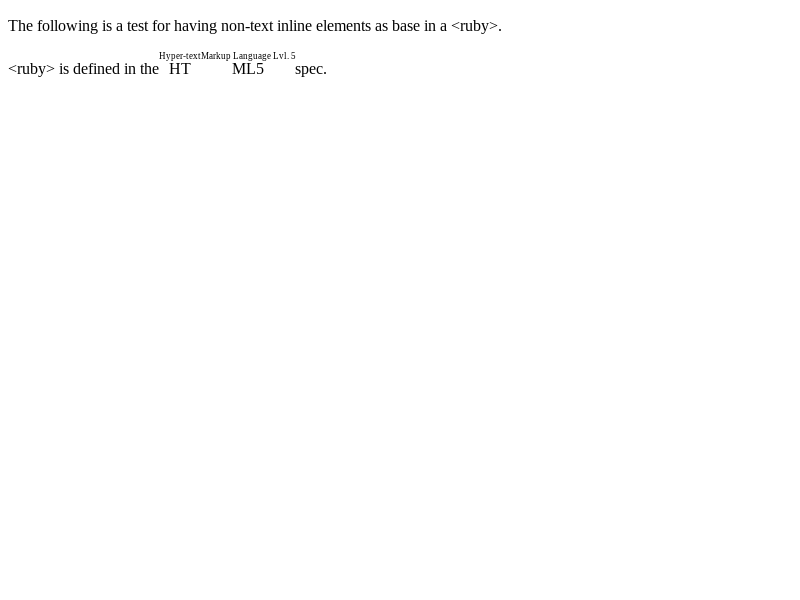 The following is a test for having non-text inline elements as base in a <ruby>.
Hyper-textMarkup Language Lvl. 5
<ruby> is defined in the HT ML5 spec.